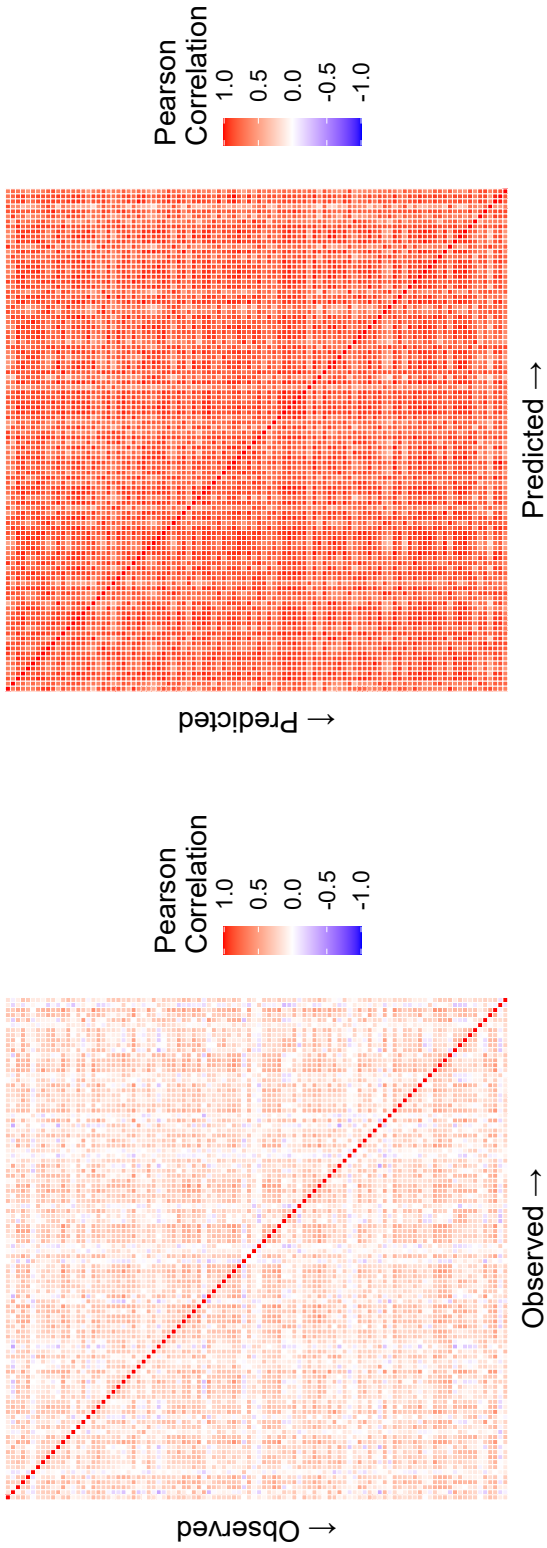 Pearson
Correlation
1.0
0.5
0.0
-0.5
-1.0
← Predicted
Predicted →
Pearson
Correlation
1.0
0.5
0.0
-0.5
-1.0
← Observed
Observed →